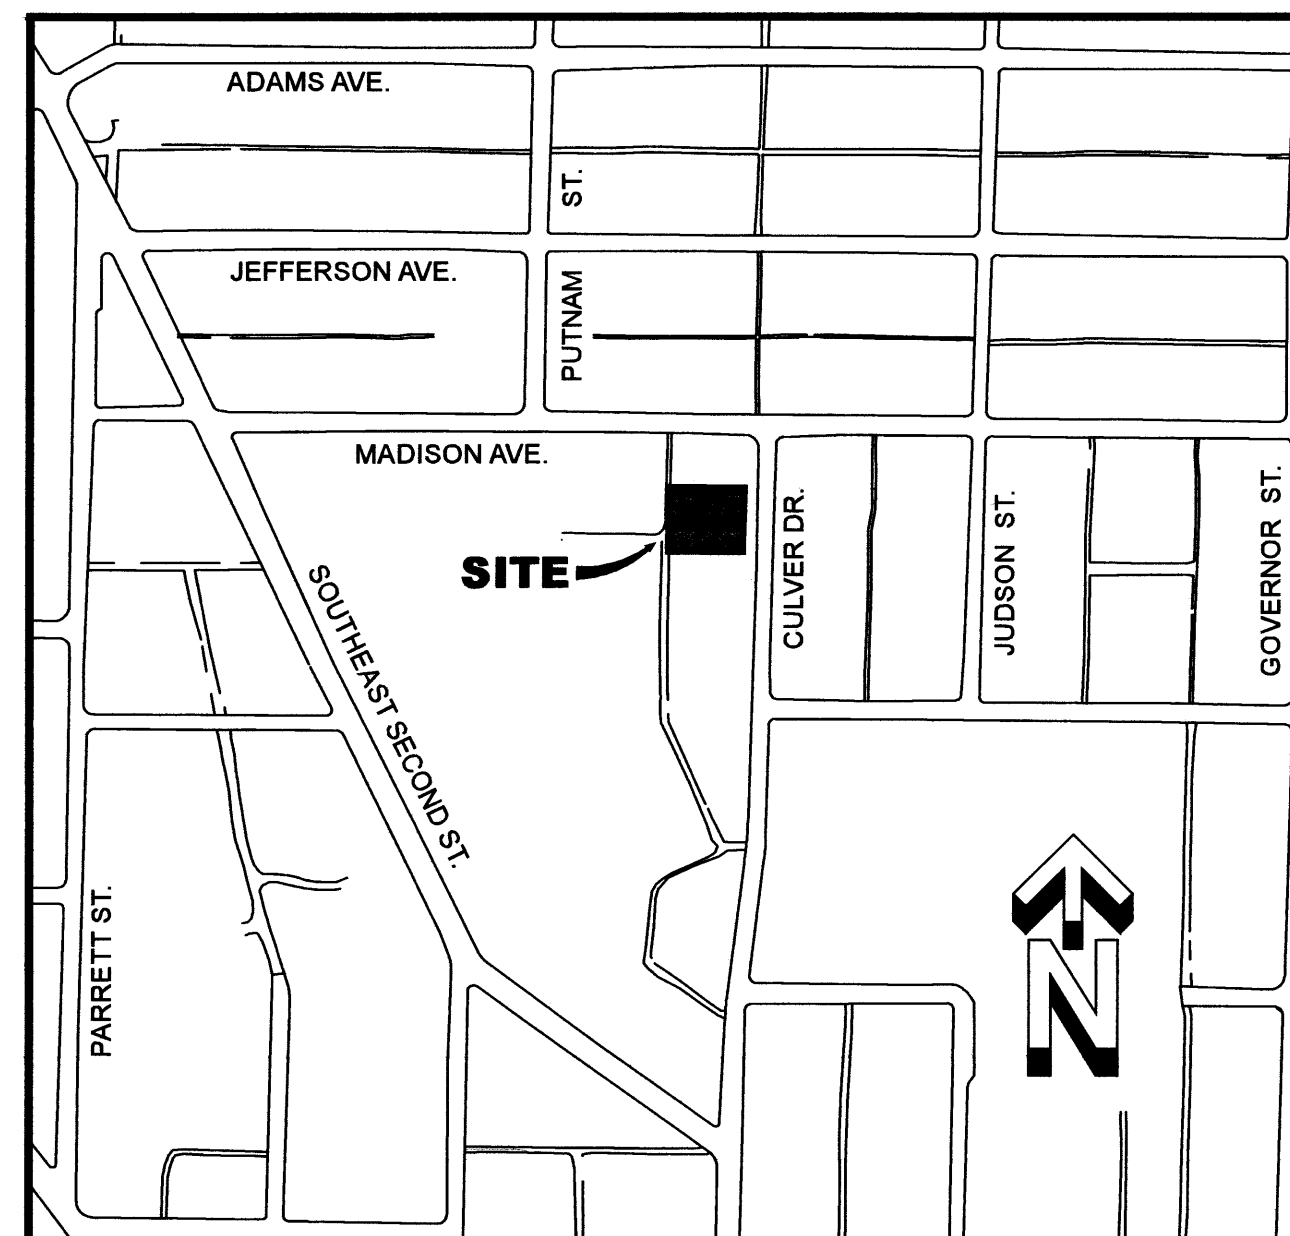 ADAMS AVE.
PUTNAM ST.
JEFFERSON AVE.
MADISON AVE.
SITE
CULVER DR.
JUDSON ST.
GOVERNOR ST.
SOUTHEAST SECOND ST.
PARRETT ST.
N